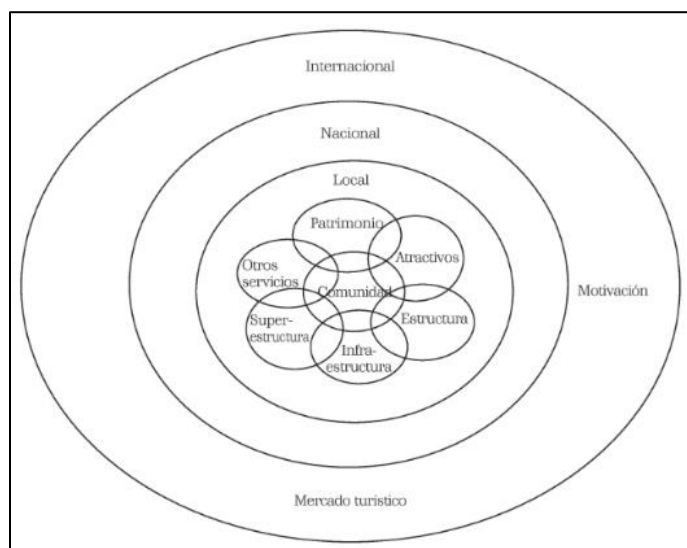 Internacional
Nacional
Local
Patrimonio
Atractivos
Otros
servicios
Comunidad
Motivación
Super-
estructura
Estructura
Infra-
estructura
Mercado turístico